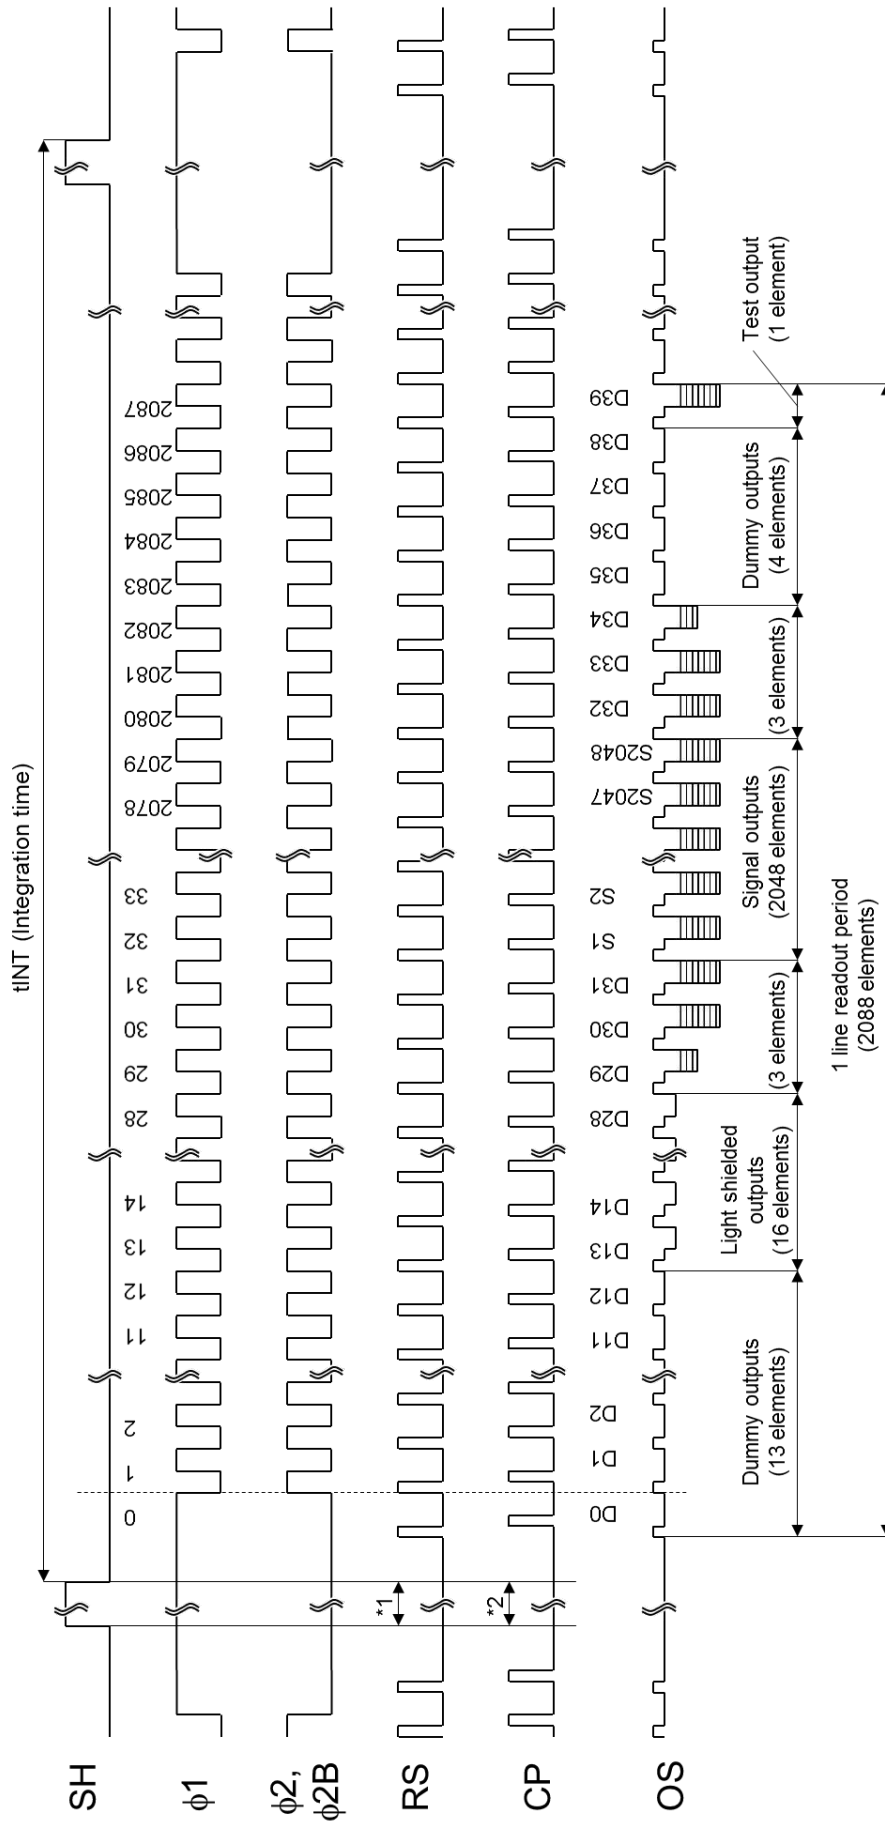 tINT (Integration time)
SH
0 1 2 11 12 13 14 28 29 30 31 32 33 2078 2079 2080 2081 2082 2083 2084 2085 2086 2087
ϕ1
ϕ2,
ϕ2B
*1
RS
*2
CP
D0 D1 D2 D11 D12 D13 D14 D28 D29 D30 D31 S1 S2 S2047 S2048 D32 D33 D34 D35 D36 D37 D38 D39
OS
Dummy outputs
(13 elements)
Light shielded
outputs
(16 elements)
(3 elements)
Signal outputs
(2048 elements)
(3 elements)
Dummy outputs
(4 elements)
Test output
(1 element)
1 line readout period
(2088 elements)